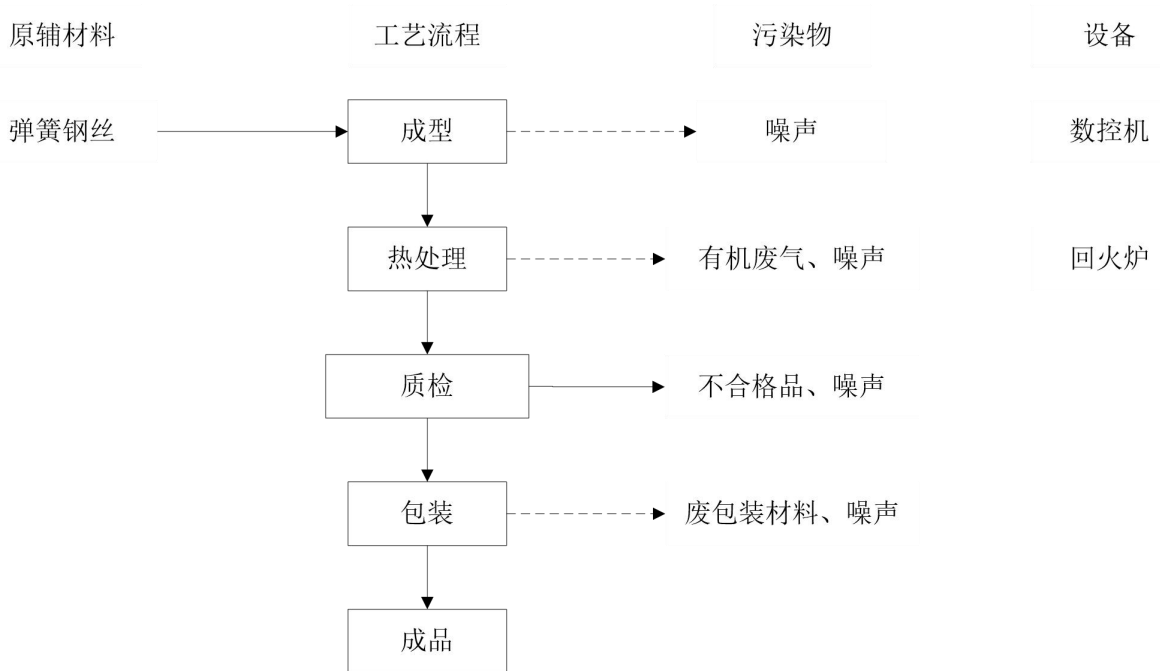 原辅材料 工艺流程 污染物 设备
弹簧钢丝 成型 噪声 数控机
热处理 有机废气、噪声 回火炉
质检 不合格品、噪声
包装 废包装材料、噪声
成品